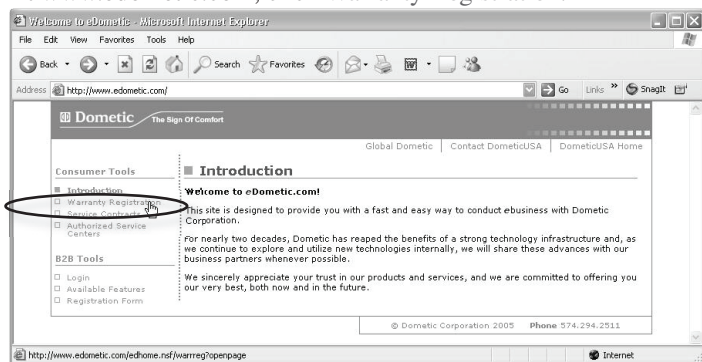 Welcome to eDometic - Microsoft Internet Explorer
File Edit View Favorites Tools Help
Back Search Favorites
Address http://www.edometic.com/ Go Links » SnagIt
Dometic The Sign Of Comfort
Global Dometic | Contact DometicUSA | DometicUSA Home
Consumer Tools
Introduction
Warranty Registration
Service Contracts
Authorized Service
Centers
B2B Tools
Login
Available Features
Registration Form
Introduction
Welcome to eDometic.com!
This site is designed to provide you with a fast and easy way to conduct ebusiness with Dometic
Corporation.
For nearly two decades, Dometic has reaped the benefits of a strong technology infrastructure and, as
we continue to explore and utilize new technologies internally, we will share these advances with our
business partners whenever possible.
We sincerely appreciate your trust in our products and services, and we are committed to offering you
our very best, both now and in the future.
© Dometic Corporation 2005 Phone 574.294.2511
http://www.edometic.com/edhome.nsf/warrreg?openpage Internet